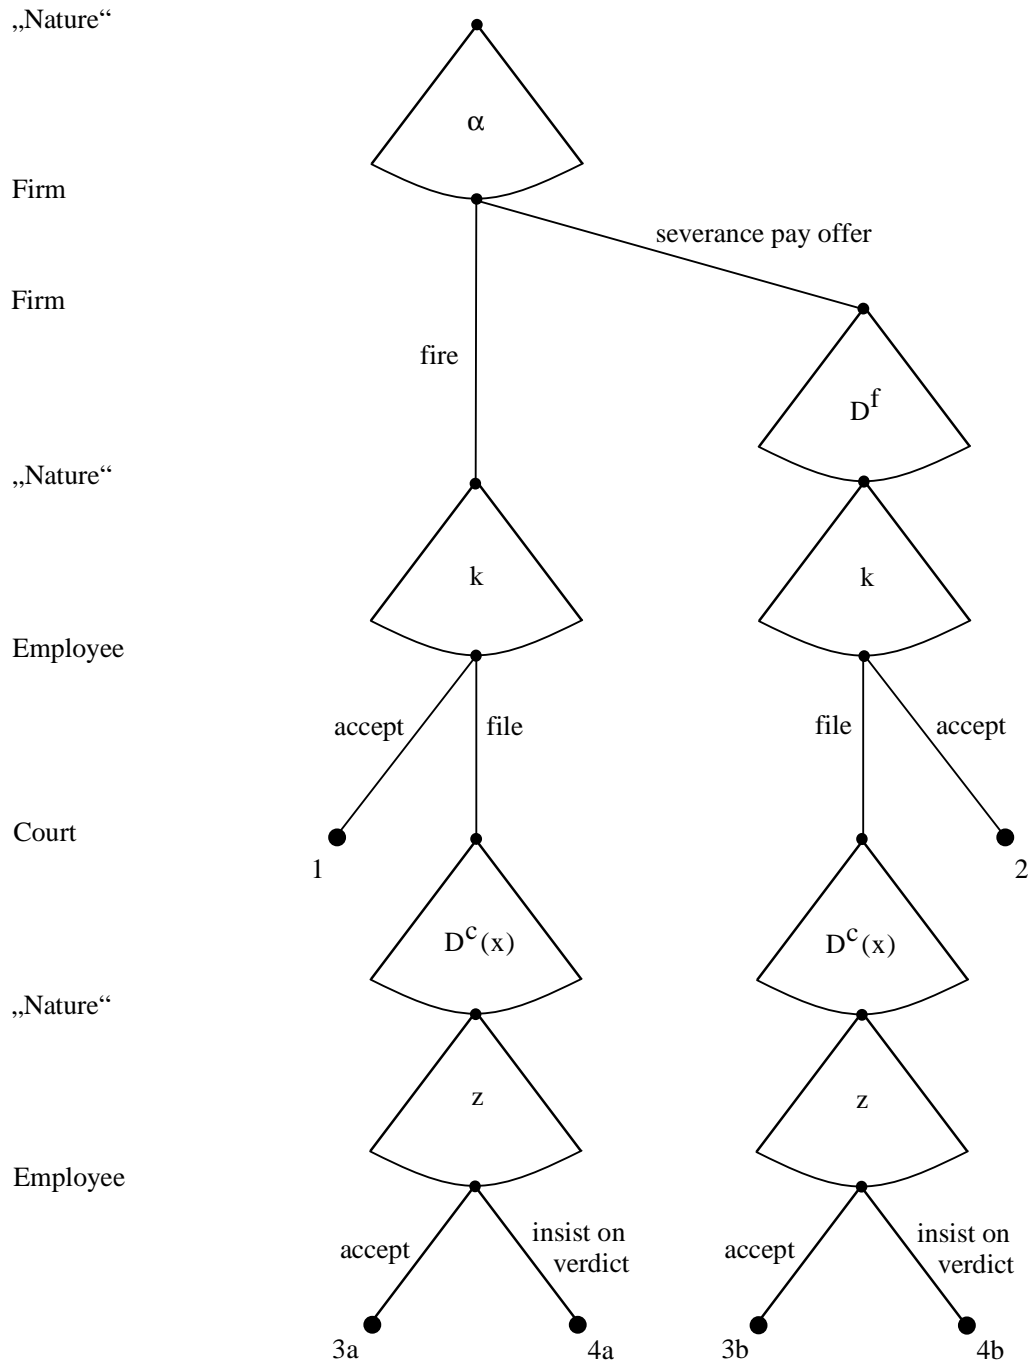 „Nature“
α
Firm
severance pay offer
Firm
fire
D^f
„Nature“
k
k
Employee
accept
file
file
accept
Court
1
2
D^c(x)
D^c(x)
„Nature“
z
z
Employee
accept
insist on
verdict
accept
insist on
verdict
3a
4a
3b
4b